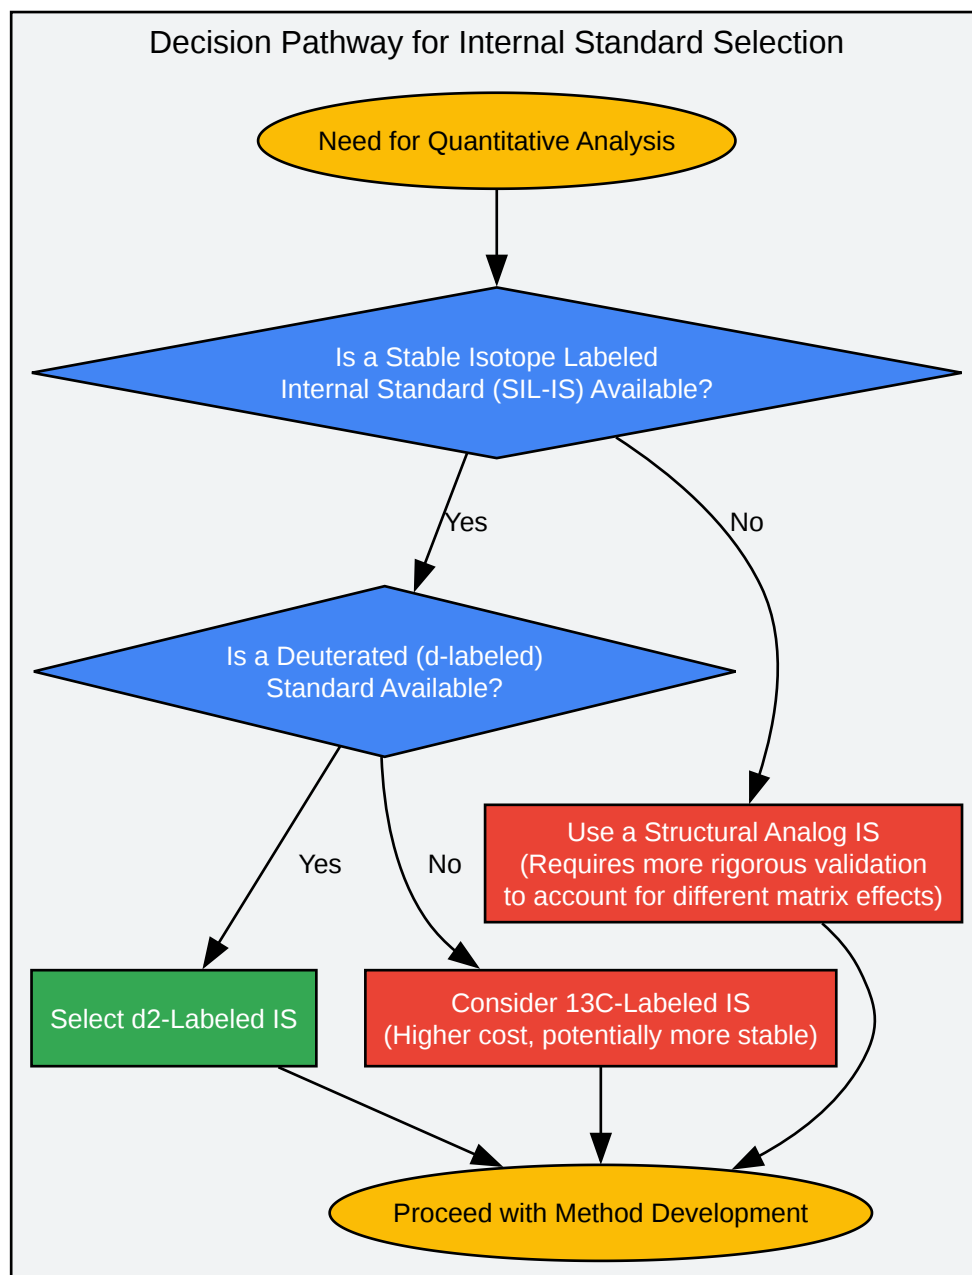 Decision Pathway for Internal Standard Selection
Need for Quantitative Analysis
Is a Stable Isotope Labeled
Internal Standard (SIL-IS) Available?
Yes
No
Is a Deuterated (d-labeled)
Standard Available?
Use a Structural Analog IS
(Requires more rigorous validation
to account for different matrix effects)
Yes
No
Select d2-Labeled IS
Consider 13C-Labeled IS
(Higher cost, potentially more stable)
Proceed with Method Development